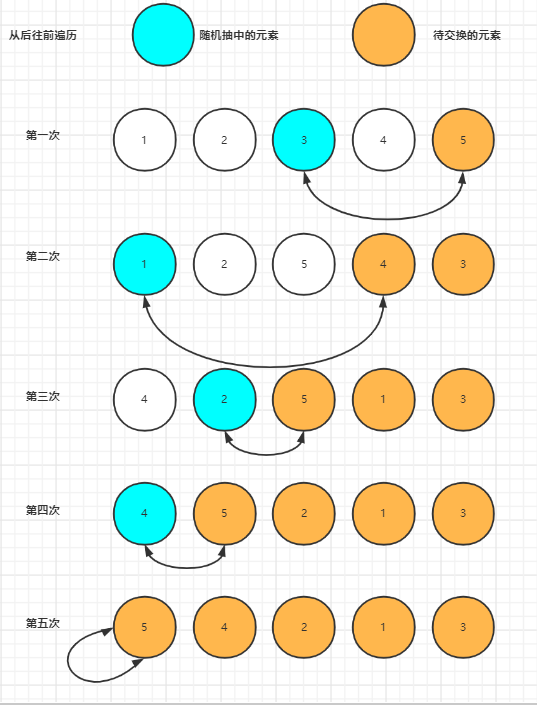 从后往前遍历 随机抽中的元素 待交换的元素
第一次 1 2 3 4 5
第二次 1 2 5 4 3
第三次 4 2 5 1 3
第四次 4 5 2 1 3
第五次 5 4 2 1 3